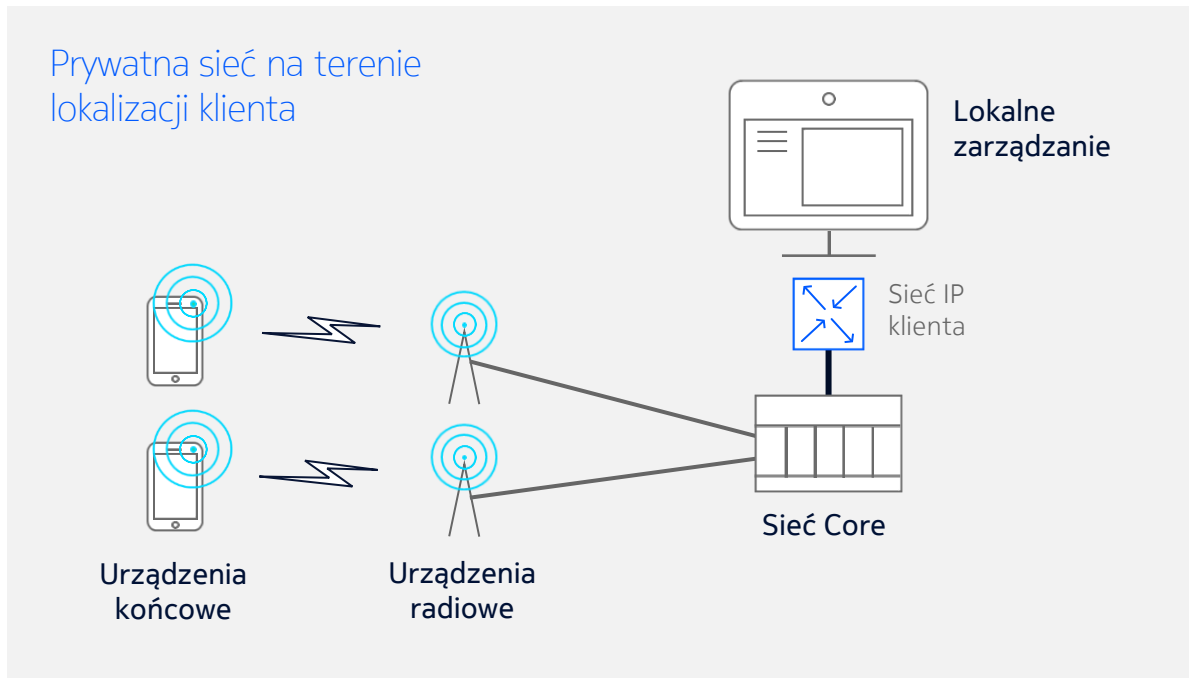 Prywatna sieć na terenie
lokalizacji klienta
Lokalne
zarządzanie
Sieć IP
klienta
Sieć Core
Urządzenia
końcowe
Urządzenia
radiowe